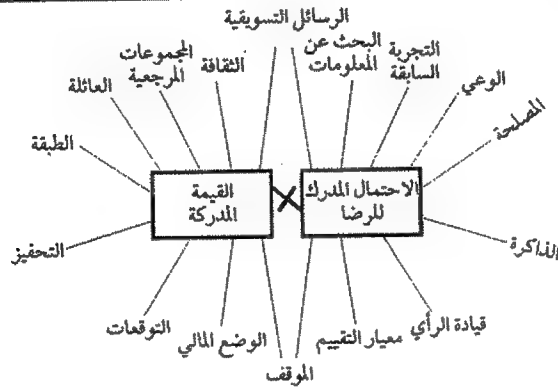 الرسائل التسويقية
التجربة
السابقة
البحث عن
المعلومات
الثقافة
المجموعات
المرجعية
العائلة
الوعي
المصلحة
الطبقة
الاحتمال المدرك
للرضا
القيمة
المدركة
الذاكرة
التحفيز
قيادة الرأي
معيار التقييم
الموقف
الوضع المالي
التوقعات